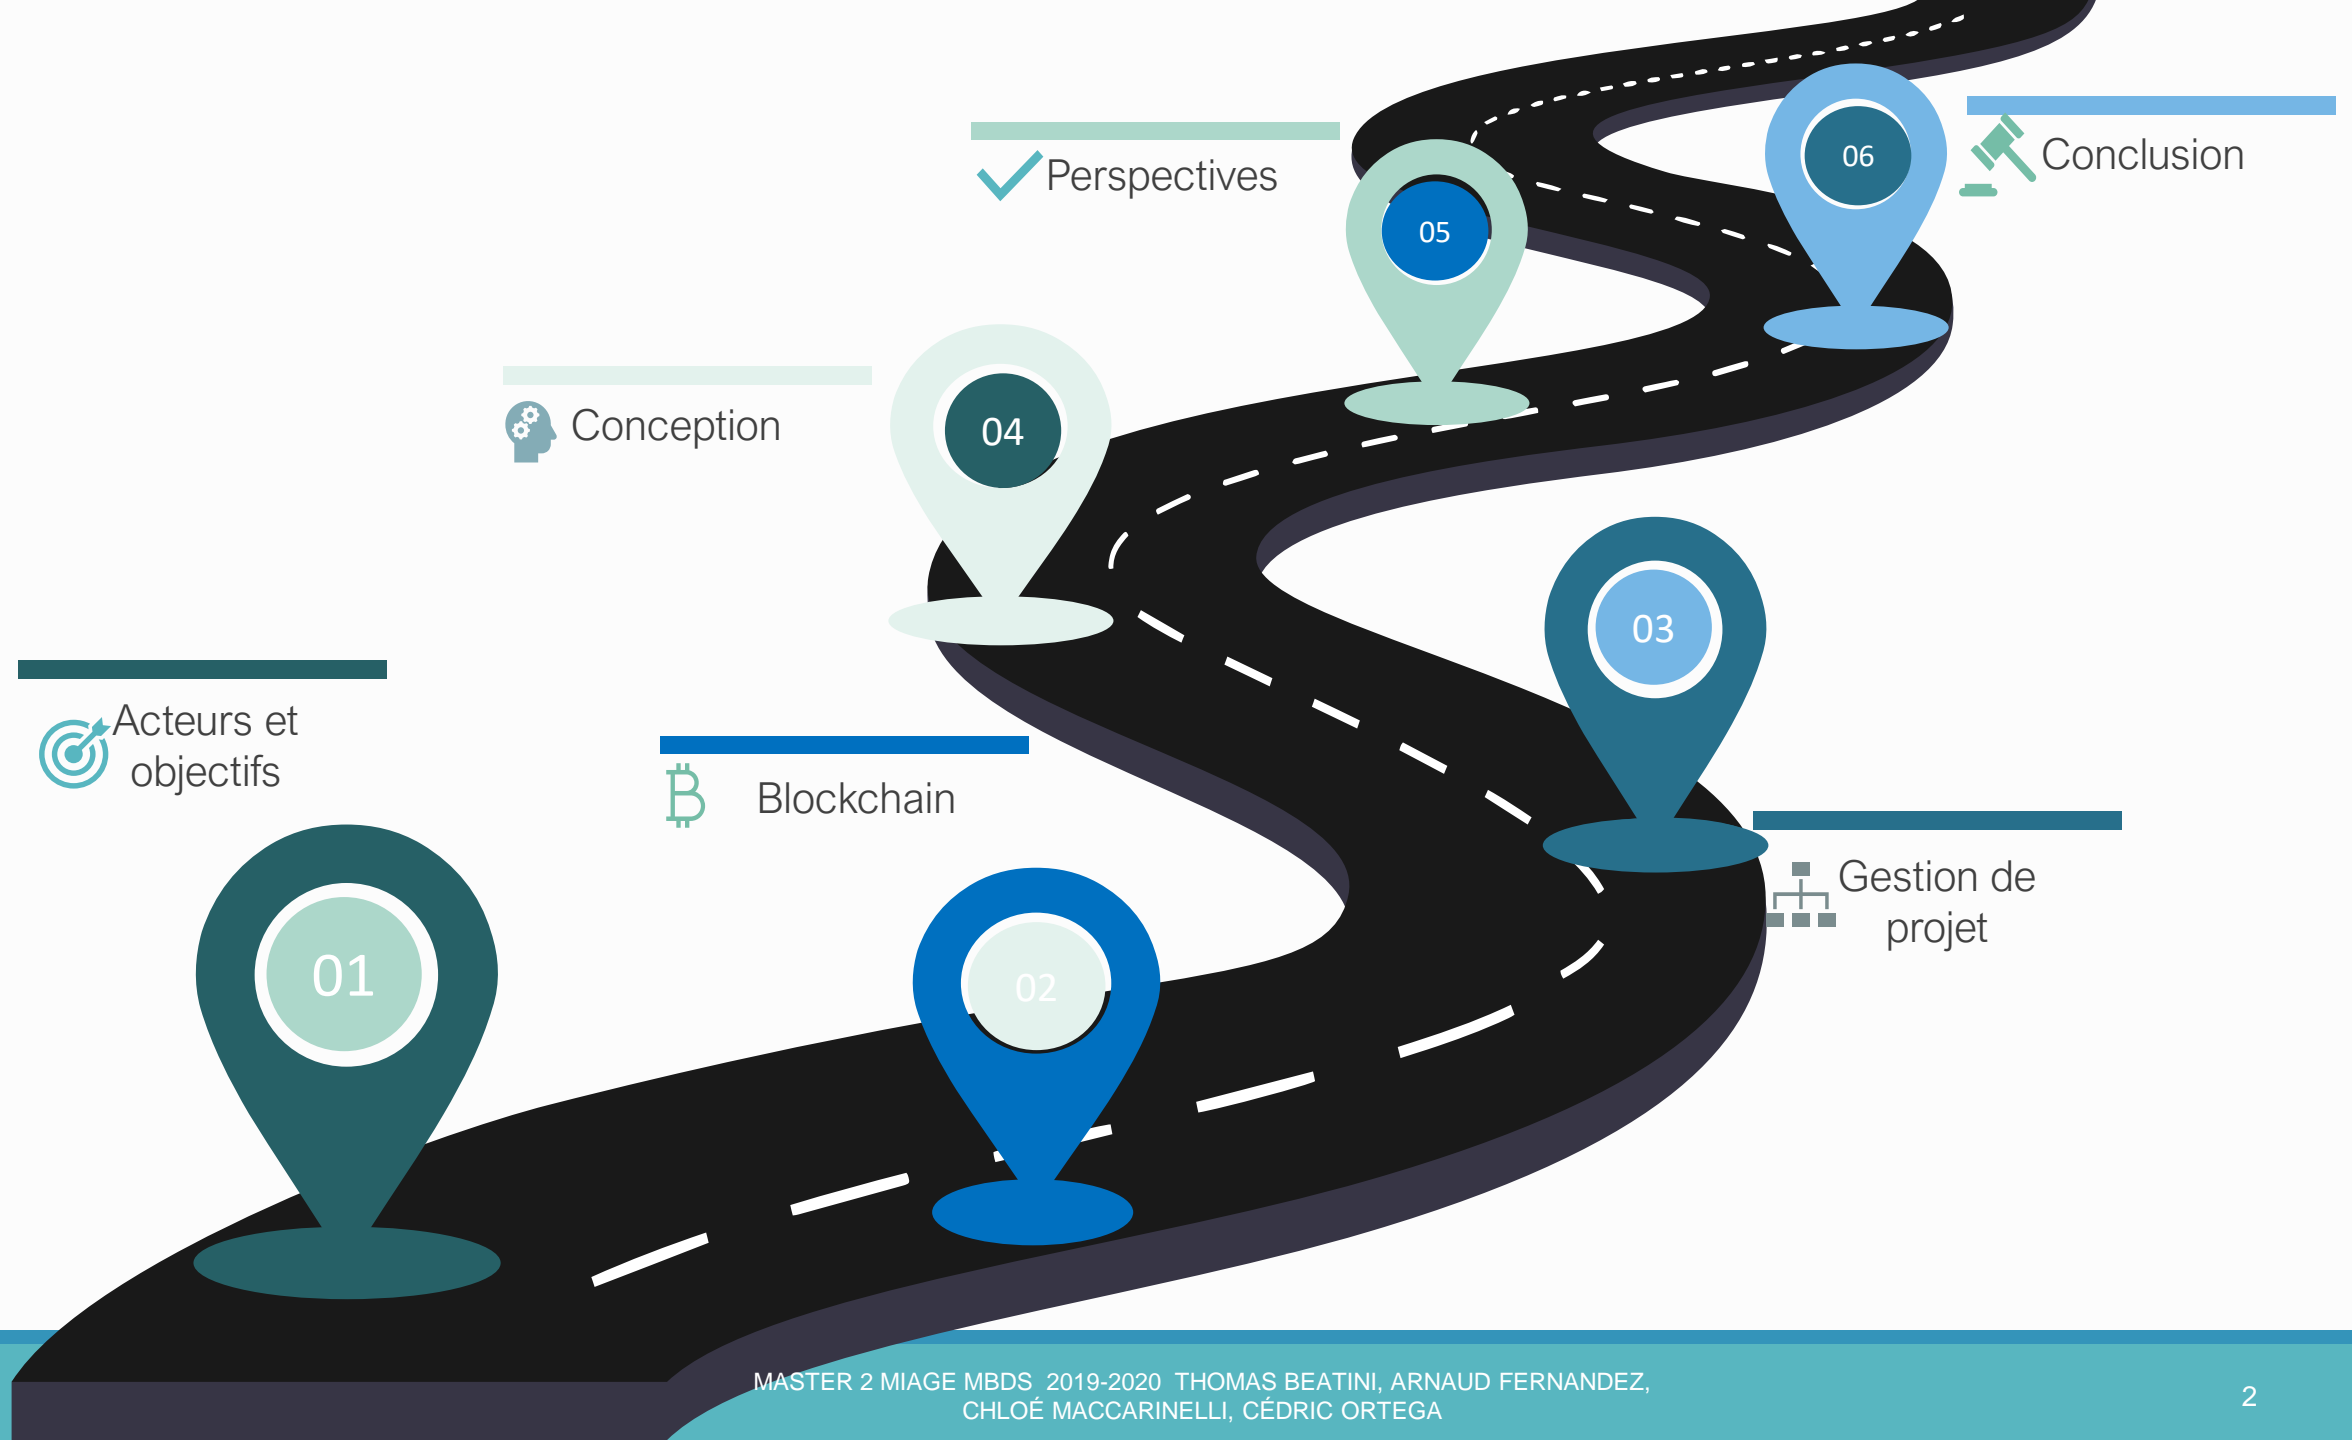 01
Acteurs et
objectifs
02
Blockchain
03
Gestion de
projet
04
Conception
05
Perspectives
06
Conclusion
MASTER 2 MIAGE MBDS 2019-2020 THOMAS BEATINI, ARNAUD FERNANDEZ,
CHLOÉ MACCARINELLI, CÉDRIC ORTEGA
2